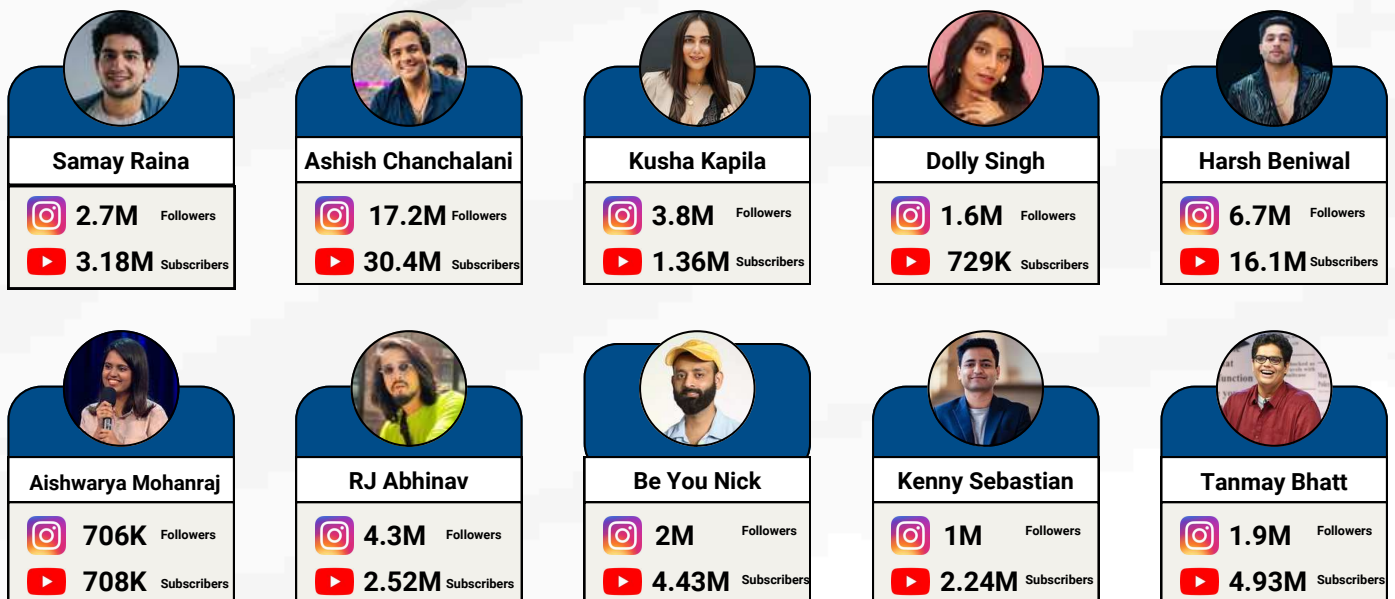 Samay Raina
2.7M Followers
3.18M Subscribers
Ashish Chanchalani
17.2M Followers
30.4M Subscribers
Kusha Kapila
3.8M Followers
1.36M Subscribers
Dolly Singh
1.6M Followers
729K Subscribers
Harsh Beniwal
6.7M Followers
16.1M Subscribers
Aishwarya Mohanraj
706K Followers
708K Subscribers
RJ Abhinav
4.3M Followers
2.52M Subscribers
Be You Nick
2M Followers
4.43M Subscribers
Kenny Sebastian
1M Followers
2.24M Subscribers
Tanmay Bhatt
1.9M Followers
4.93M Subscribers